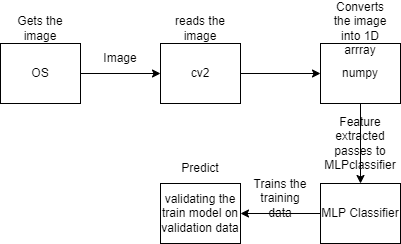 Gets the
image
OS
Image
reads the
image
cv2
Converts
the image
into 1D
arrray
numpy
Feature
extracted
passes to
MLPclassifier
MLP Classifier
Trains the
training
data
Predict
validating the
train model on
validation data